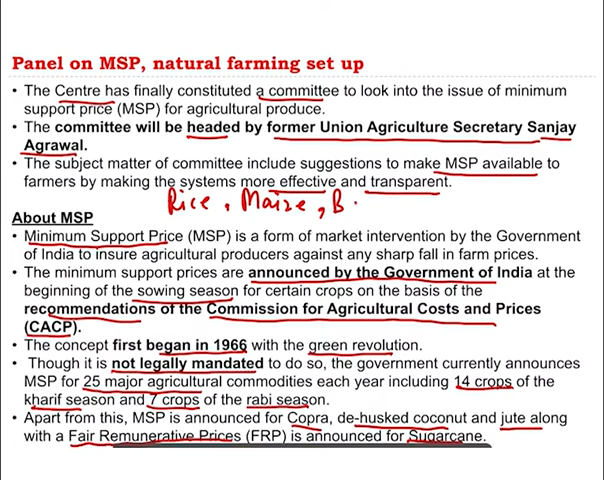 Panel on MSP, natural farming set up
• The Centre has finally constituted a committee to look into the issue of minimum
support price (MSP) for agricultural produce.
• The committee will be headed by former Union Agriculture Secretary Sanjay
Agrawal.
• The subject matter of committee include suggestions to make MSP available to
farmers by making the systems more effective and transparent.
Rice, Maize, B.
About MSP
• Minimum Support Price (MSP) is a form of market intervention by the Government
of India to insure agricultural producers against any sharp fall in farm prices.
• The minimum support prices are announced by the Government of India at the
beginning of the sowing season for certain crops on the basis of the
recommendations of the Commission for Agricultural Costs and Prices
(CACP).
• The concept first began in 1966 with the green revolution.
• Though it is not legally mandated to do so, the government currently announces
MSP for 25 major agricultural commodities each year including 14 crops of the
kharif season and 7 crops of the rabi season.
• Apart from this, MSP is announced for Copra, de-husked coconut and jute along
with a Fair Remunerative Prices (FRP) is announced for Sugarcane.